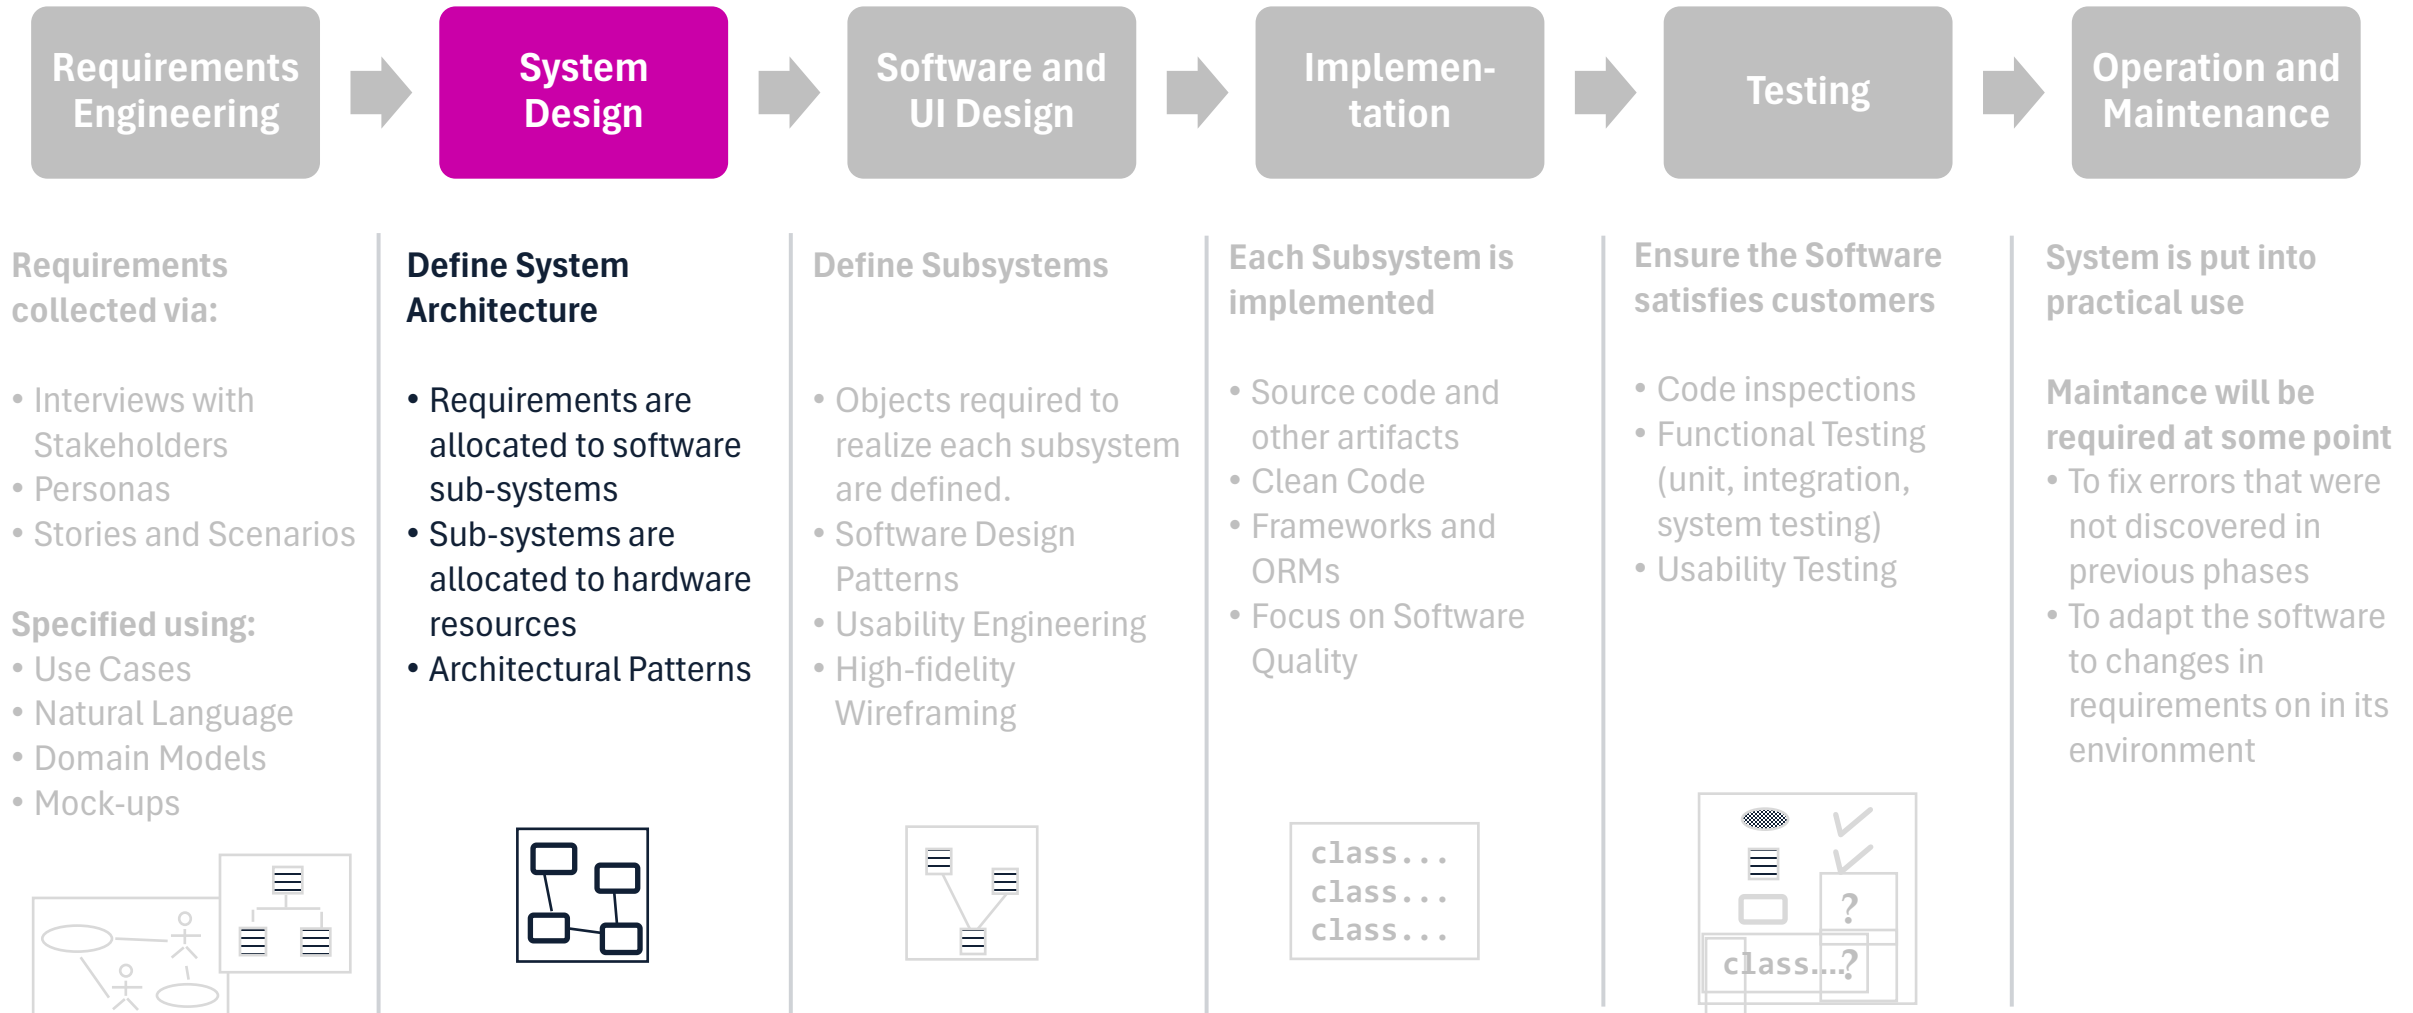 Requirements
Engineering
System
Design
Software and
UI Design
Implemen-
tation
Testing
Operation and
Maintenance
Requirements
collected via:
• Interviews with
Stakeholders
• Personas
• Stories and Scenarios
Specified using:
• Use Cases
• Natural Language
• Domain Models
• Mock-ups
Define System
Architecture
• Requirements are
allocated to software
sub-systems
• Sub-systems are
allocated to hardware
resources
• Architectural Patterns
Define Subsystems
• Objects required to
realize each subsystem
are defined.
• Software Design
Patterns
• Usability Engineering
• High-fidelity
Wireframing
Each Subsystem is
implemented
• Source code and
other artifacts
• Clean Code
• Frameworks and
ORMs
• Focus on Software
Quality
class...
class...
class...
Ensure the Software
satisfies customers
• Code inspections
• Functional Testing
(unit, integration,
system testing)
• Usability Testing
?
class....?
System is put into
practical use
Maintance will be
required at some point
• To fix errors that were
not discovered in
previous phases
• To adapt the software
to changes in
requirements on in its
environment